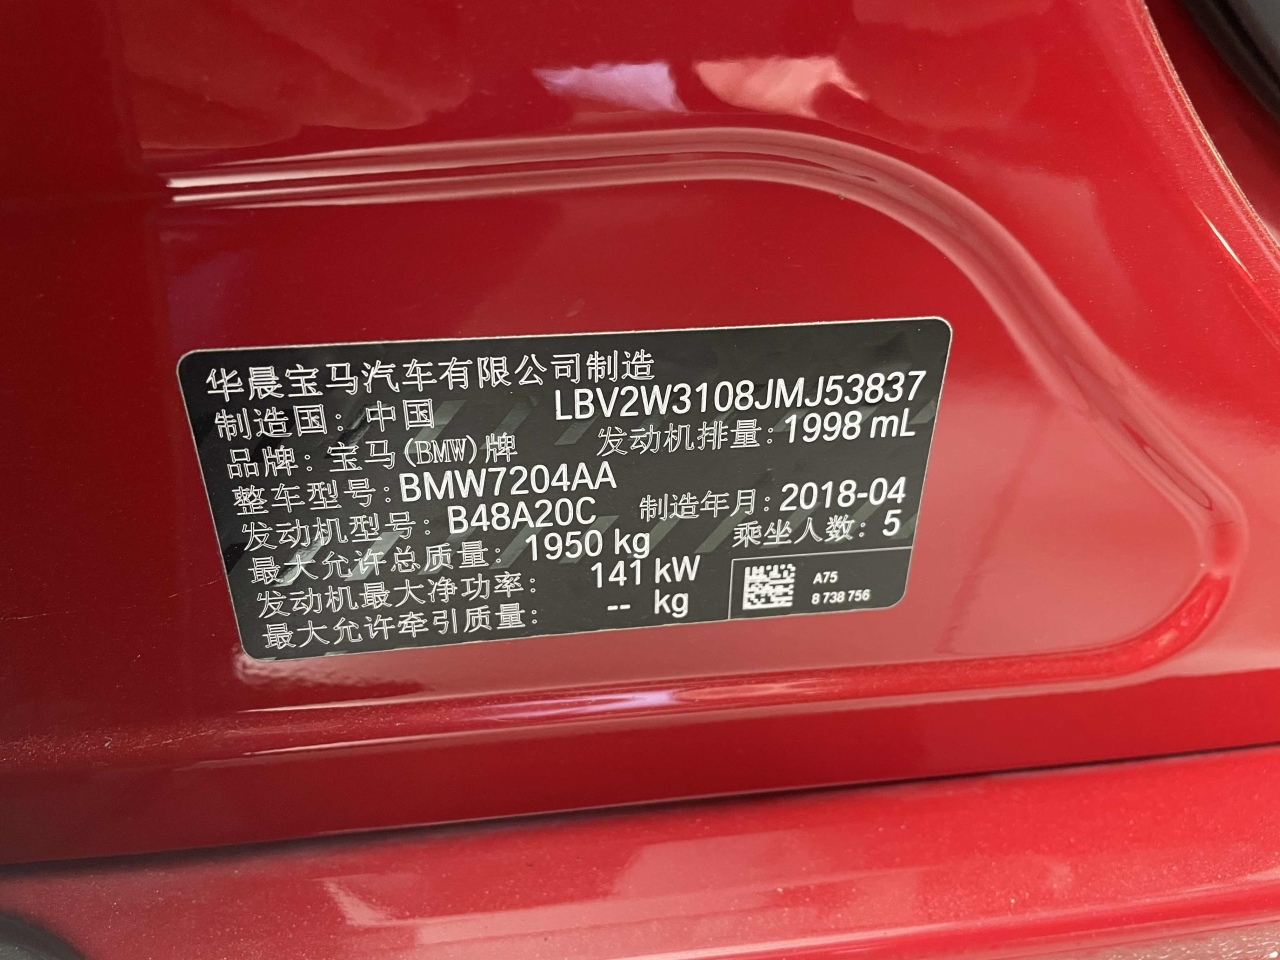 华晨宝马汽车有限公司制造
制造国：中国 LBV2W3108JMJ53837
品牌：宝马(BMW)牌 发动机排量：1998 mL
整车型号：BMW7204AA
发动机型号：B48A20C 制造年月：2018-04
最大允许总质量：1950 kg 乘坐人数：5
发动机最大净功率：141 kW
最大允许牵引质量：-- kg
A75
8 738 756